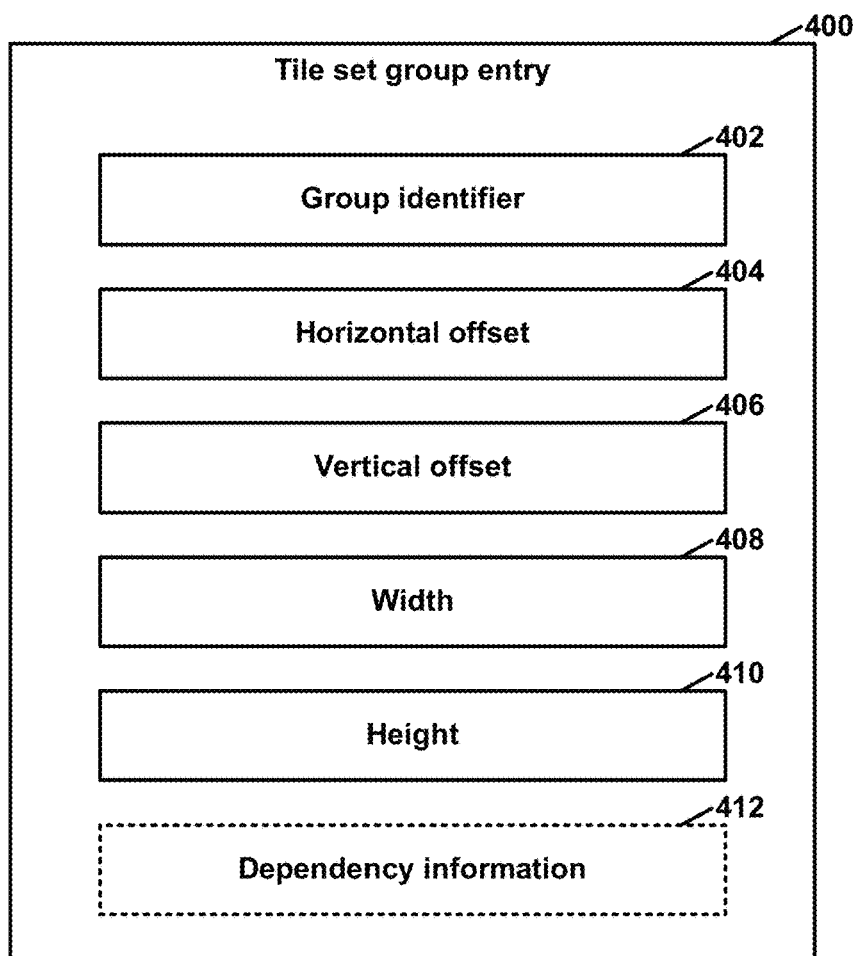 400
Tile set group entry
402
Group identifier
404
Horizontal offset
406
Vertical offset
408
Width
410
Height
412
Dependency information